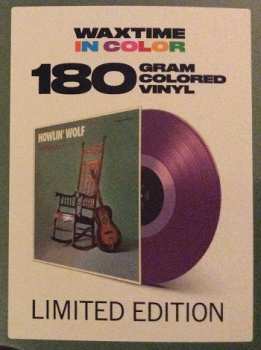 WAXTIME
IN COLOR
180 GRAM
COLORED
VINYL
HOWLIN' WOLF
LIMITED EDITION